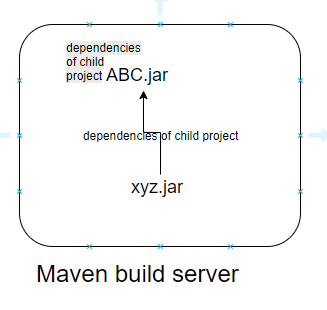 dependencies
of child
project ABC.jar
dependencies of child project
xyz.jar
Maven build server